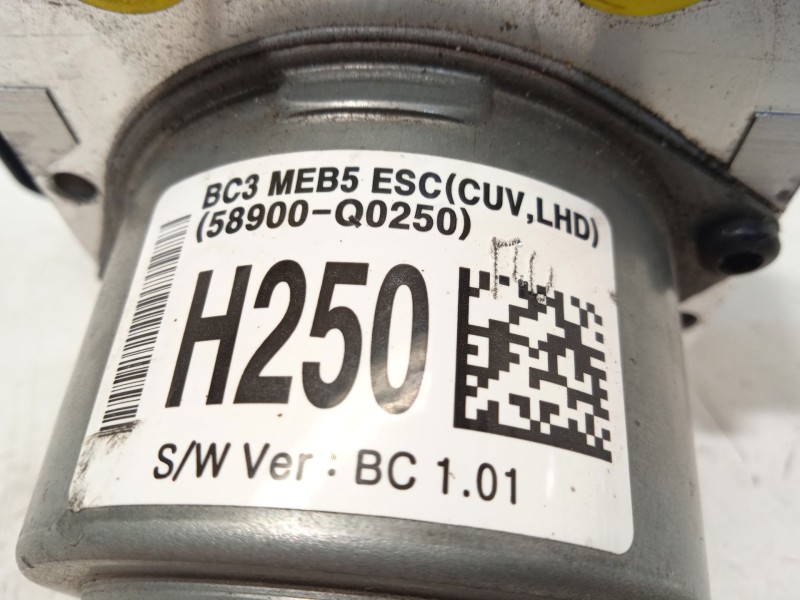 BC3 MEB5 ESC(CUV,LHD)
(58900-Q0250)
H250
S/W Ver : BC 1.01